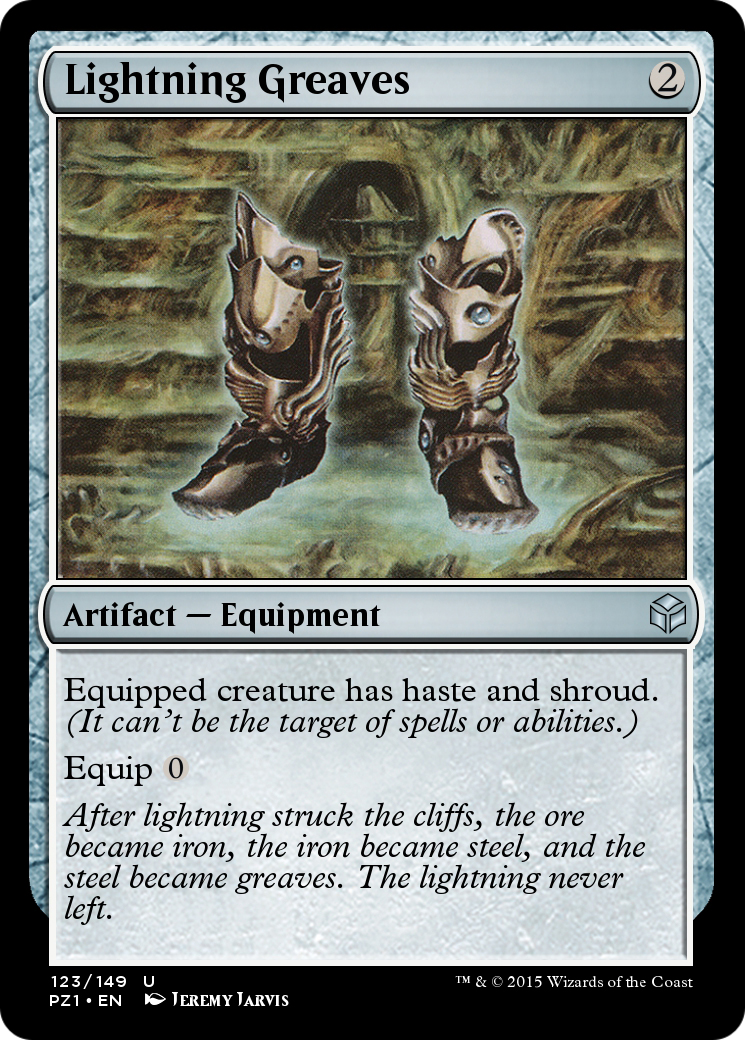 Lightning Greaves 2
Artifact — Equipment
Equipped creature has haste and shroud.
(It can't be the target of spells or abilities.)
Equip 0
After lightning struck the cliffs, the ore
became iron, the iron became steel, and the
steel became greaves. The lightning never
left.
123/149 U
PZ1 • EN JEREMY JARVIS
™ & © 2015 Wizards of the Coast